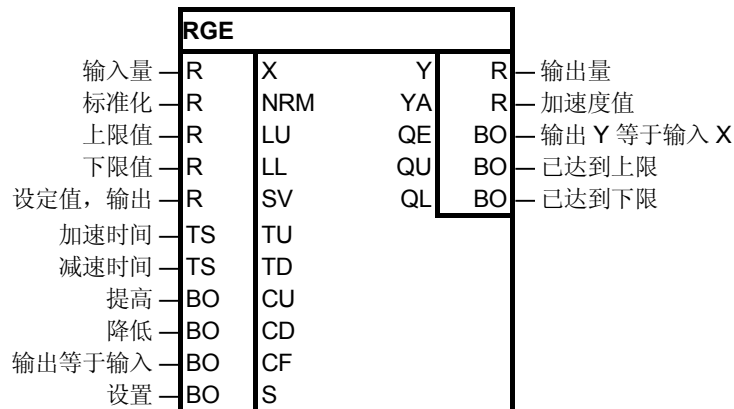 RGE
输入量 R X Y R 输出量
标准化 R NRM YA R 加速度值
上限值 R LU QE BO 输出 Y 等于输入 X
下限值 R LL QU BO 已达到上限
设定值，输出 R SV QL BO 已达到下限
加速时间 TS TU
减速时间 TS TD
提高 BO CU
降低 BO CD
输出等于输入 BO CF
设置 BO S